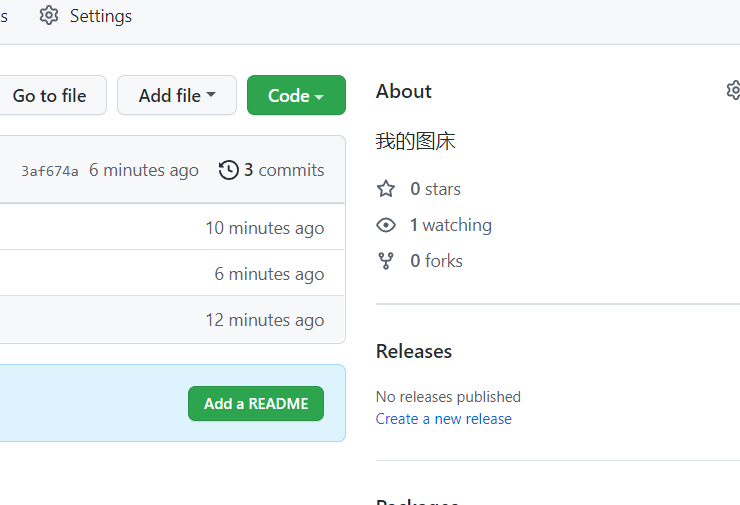 s Settings
Go to file Add file Code
3af674a 6 minutes ago 3 commits
10 minutes ago
6 minutes ago
12 minutes ago
Add a README
About
我的图床
0 stars
1 watching
0 forks
Releases
No releases published
Create a new release
Packages